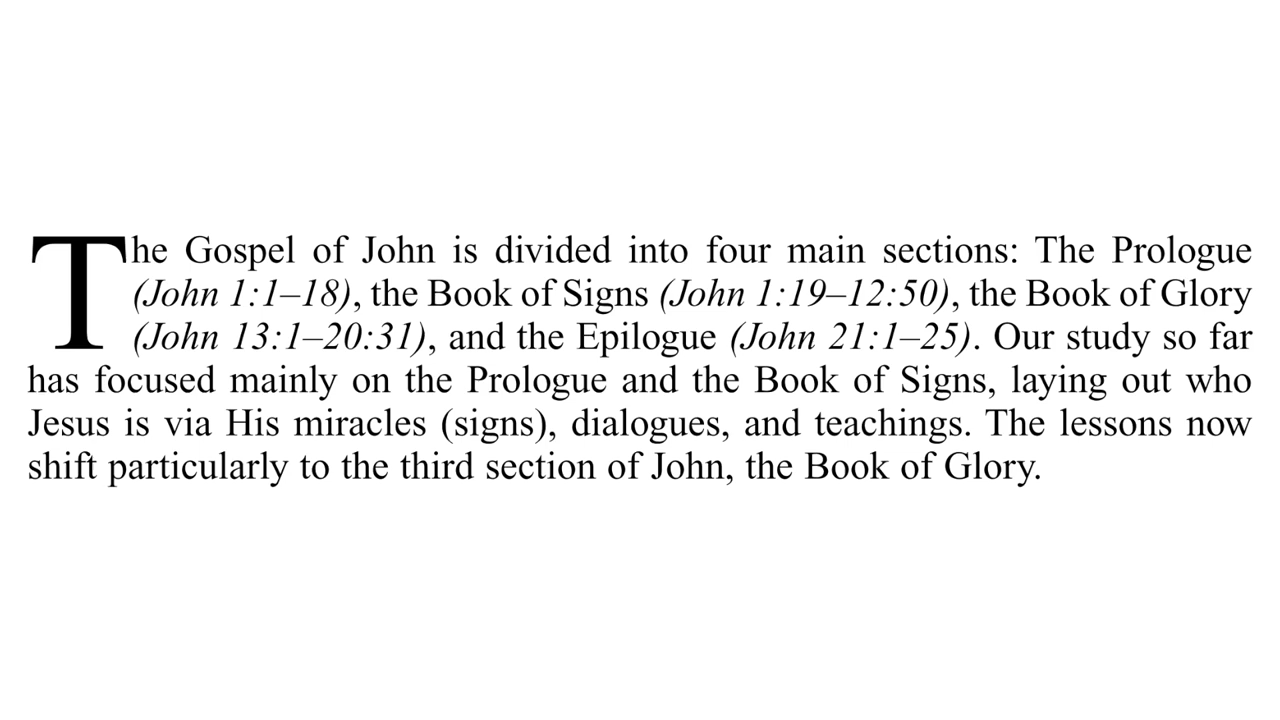 The Gospel of John is divided into four main sections: The Prologue
(John 1:1–18), the Book of Signs (John 1:19–12:50), the Book of Glory
(John 13:1–20:31), and the Epilogue (John 21:1–25). Our study so far
has focused mainly on the Prologue and the Book of Signs, laying out who
Jesus is via His miracles (signs), dialogues, and teachings. The lessons now
shift particularly to the third section of John, the Book of Glory.